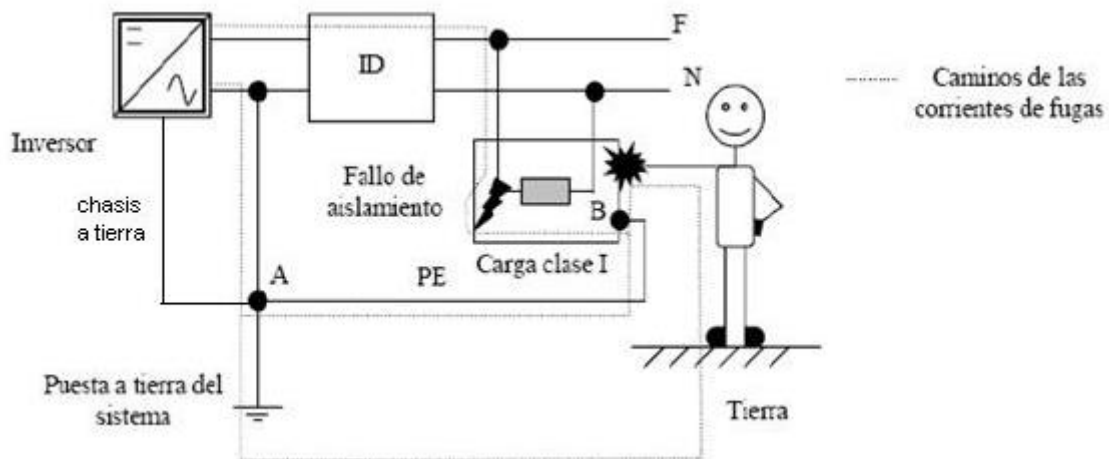 F
ID
N
Caminos de las
corrientes de fugas
Inversor
Fallo de
aislamiento
chasis
a tierra
B
Carga clase I
A
PE
Puesta a tierra del
sistema
Tierra